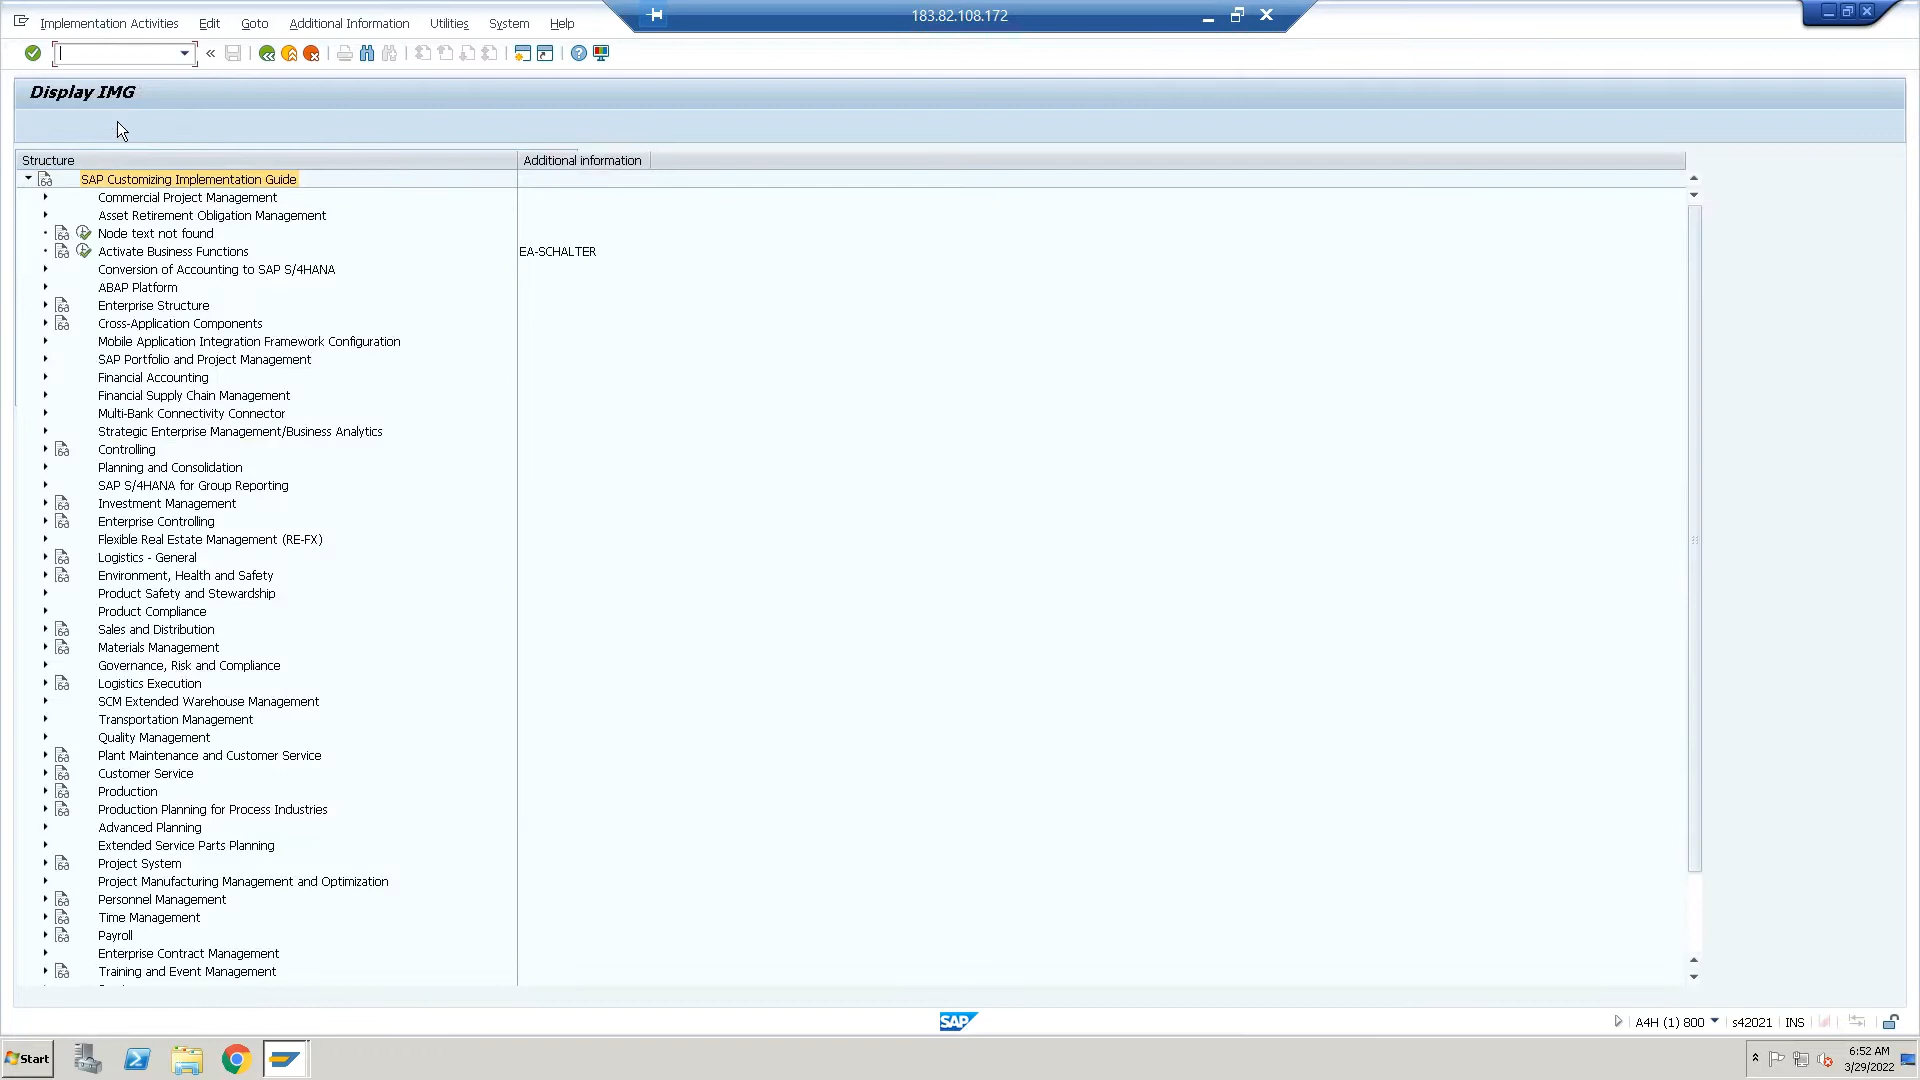 183.82.108.172
Implementation Activities Edit Goto Additional Information Utilities System Help
Display IMG
Structure Additional information
SAP Customizing Implementation Guide
Commercial Project Management
Asset Retirement Obligation Management
Node text not found
Activate Business Functions EA-SCHALTER
Conversion of Accounting to SAP S/4HANA
ABAP Platform
Enterprise Structure
Cross-Application Components
Mobile Application Integration Framework Configuration
SAP Portfolio and Project Management
Financial Accounting
Financial Supply Chain Management
Multi-Bank Connectivity Connector
Strategic Enterprise Management/Business Analytics
Controlling
Planning and Consolidation
SAP S/4HANA for Group Reporting
Investment Management
Enterprise Controlling
Flexible Real Estate Management (RE-FX)
Logistics - General
Environment, Health and Safety
Product Safety and Stewardship
Product Compliance
Sales and Distribution
Materials Management
Governance, Risk and Compliance
Logistics Execution
SCM Extended Warehouse Management
Transportation Management
Quality Management
Plant Maintenance and Customer Service
Customer Service
Production
Production Planning for Process Industries
Advanced Planning
Extended Service Parts Planning
Project System
Project Manufacturing Management and Optimization
Personnel Management
Time Management
Payroll
Enterprise Contract Management
Training and Event Management
SAP
A4H (1) 800 s42021 INS
Start
6:52 AM
3/29/2022